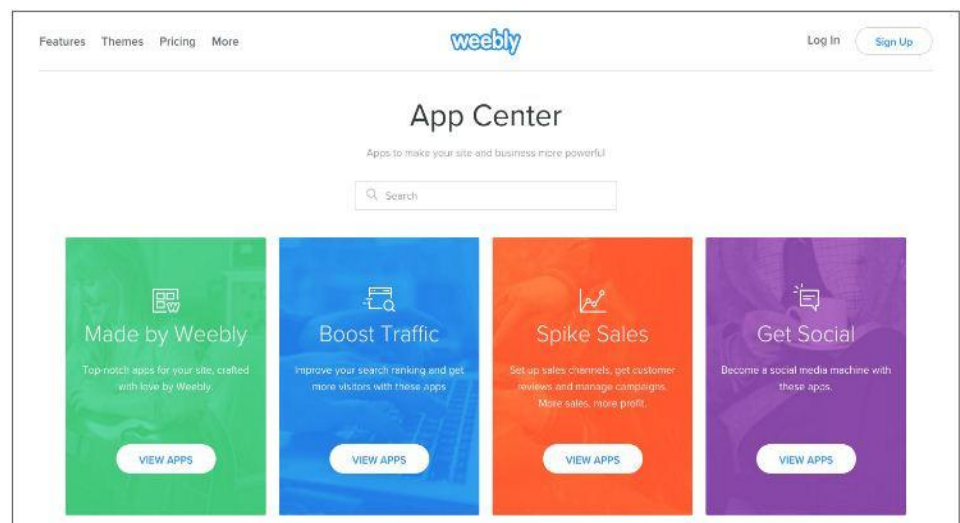 Features Themes Pricing More
weebly
Log In
Sign Up
App Center
Apps to make your site and business more powerful
Search
Made by Weebly
Top-notch apps for your site, crafted
with love by Weebly.
VIEW APPS
Boost Traffic
Improve your search ranking and get
more visitors with these apps
VIEW APPS
Spike Sales
Set up sales channels, get customer
reviews and manage campaigns.
More sales, more profit.
VIEW APPS
Get Social
Become a social media machine with
these apps.
VIEW APPS